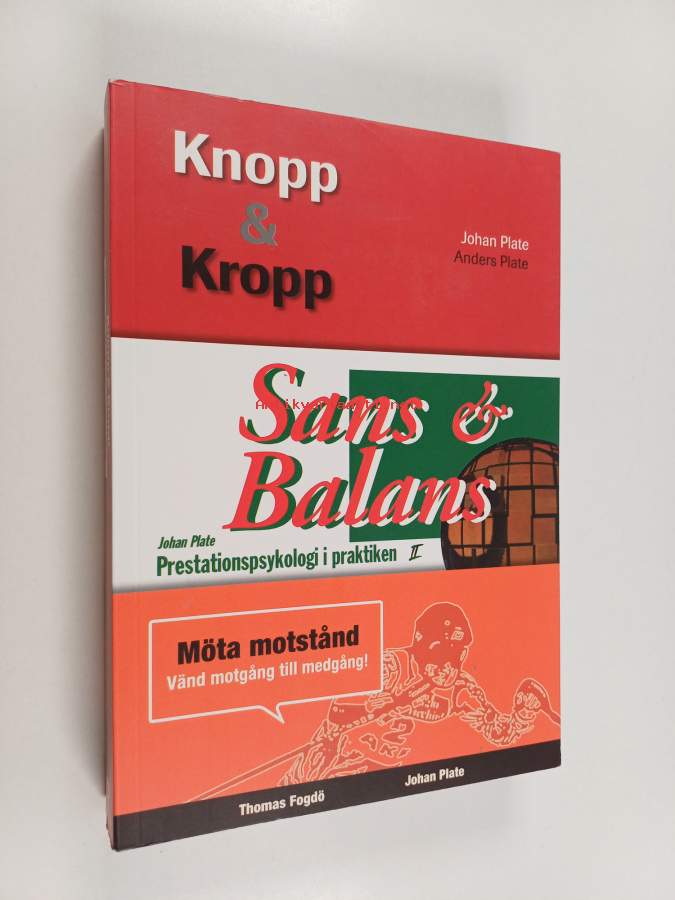 Knopp
&
Kropp
Johan Plate
Anders Plate
Sans &
Balans
Johan Plate
Prestationspsykologi i praktiken II
Möta motstånd
Vänd motgång till medgång!
Thomas Fogdö
Johan Plate